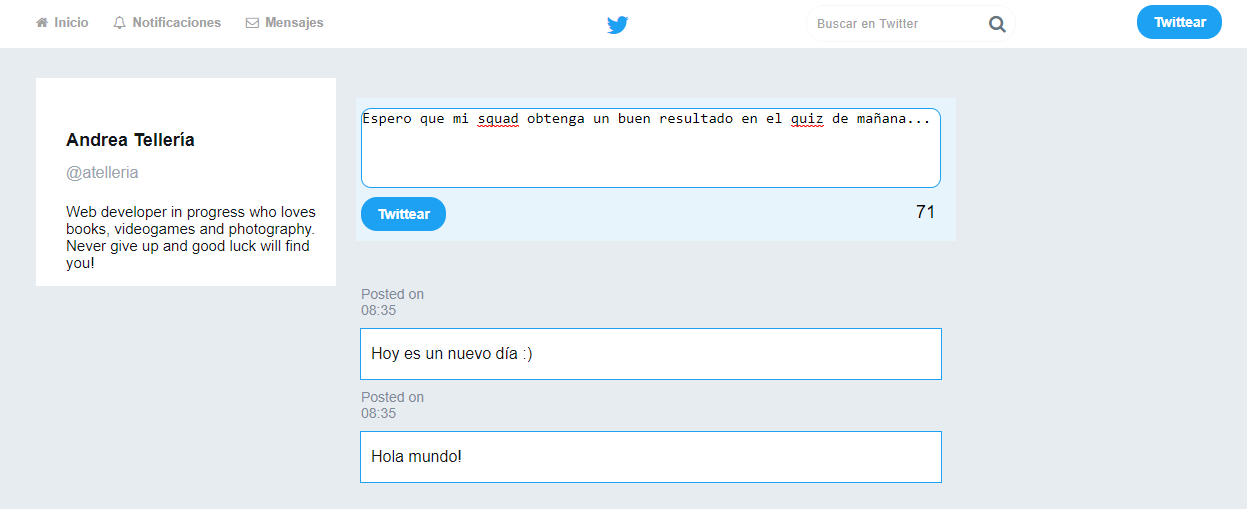 Inicio Notificaciones Mensajes Buscar en Twitter Twittear
Andrea Tellería
@atelleria
Web developer in progress who loves
books, videogames and photography.
Never give up and good luck will find
you!
Espero que mi squad obtenga un buen resultado en el quiz de mañana...
Twittear 71
Posted on
08:35
Hoy es un nuevo día :)
Posted on
08:35
Hola mundo!